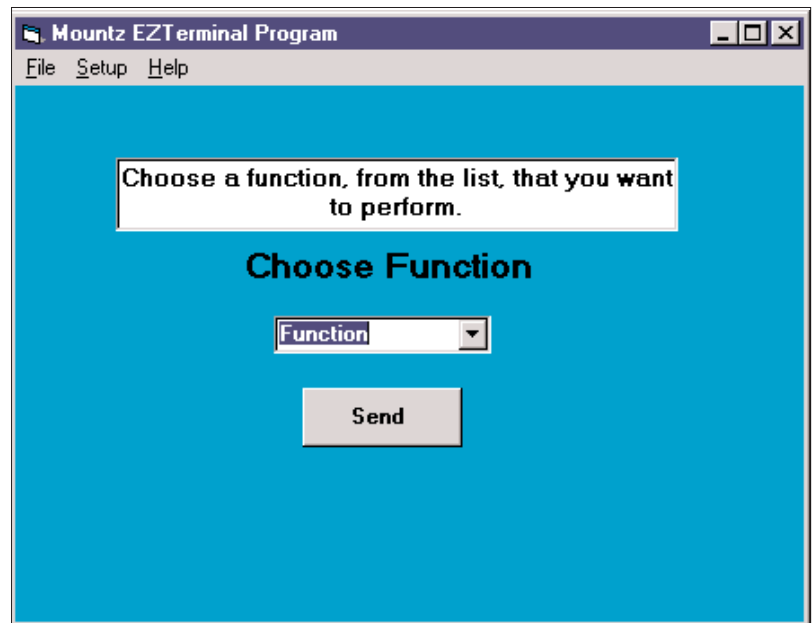 Mountz EZTerminal Program
File Setup Help
Choose a function, from the list, that you want
to perform.
Choose Function
Function
Send